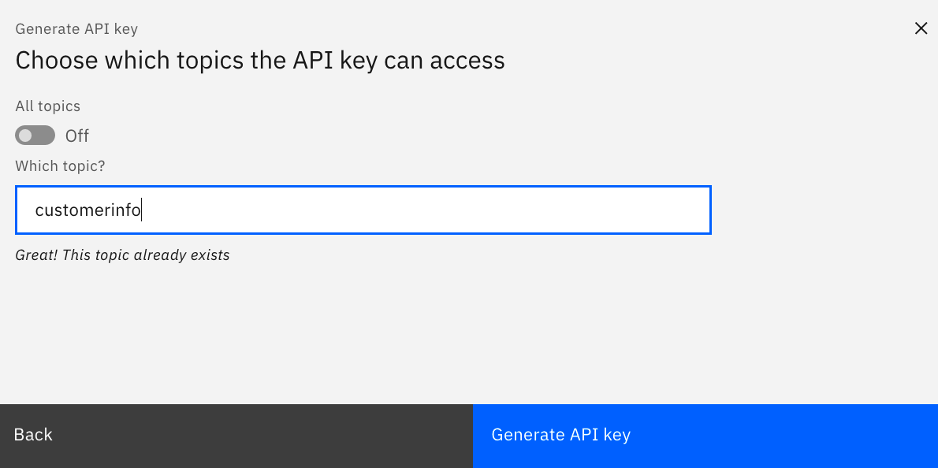 Generate API key
Choose which topics the API key can access
All topics
Off
Which topic?
customerinfo
Great! This topic already exists
Back
Generate API key